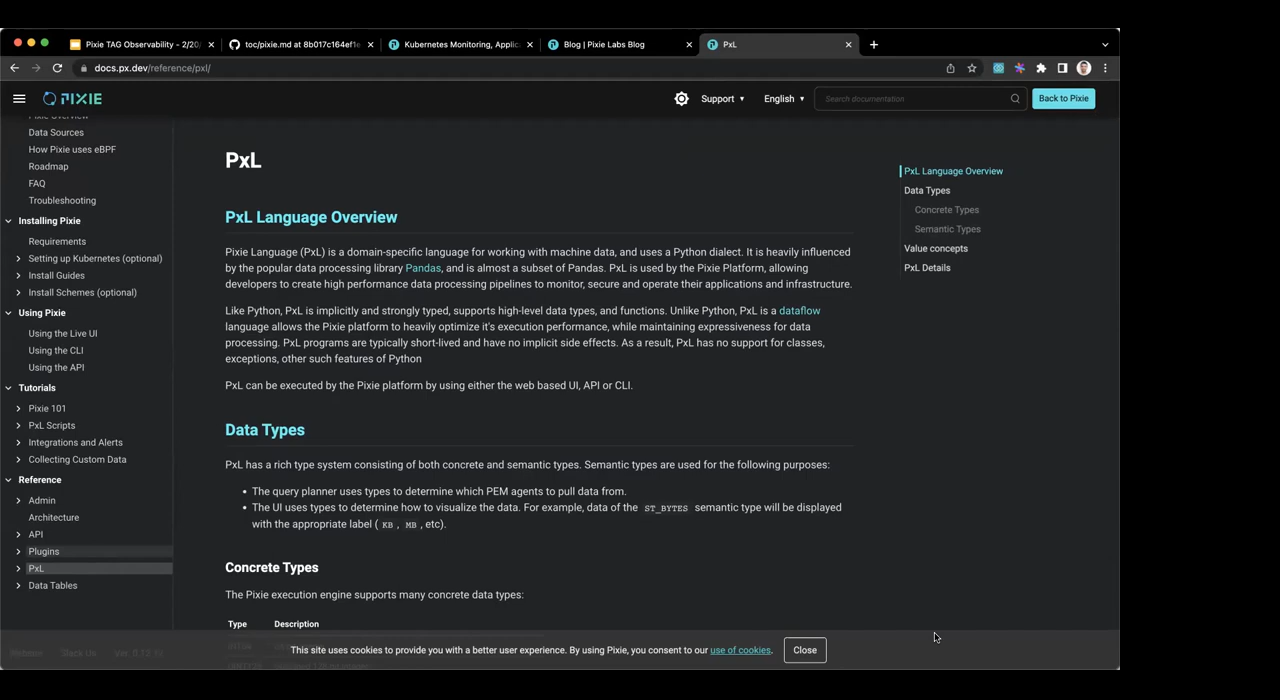 Pixie TAG Observability - 2/20/
toc/pixie.md at 8b017c164ef1e
Kubernetes Monitoring, Applic
Blog | Pixie Labs Blog
PxL
docs.px.dev/reference/pxl/
PIXIE
Support
English
Search documentation
Back to Pixie
Pixie Overview
Data Sources
How Pixie uses eBPF
Roadmap
FAQ
Troubleshooting
Installing Pixie
Requirements
Setting up Kubernetes (optional)
Install Guides
Install Schemes (optional)
Using Pixie
Using the Live UI
Using the CLI
Using the API
Tutorials
Pixie 101
PxL Scripts
Integrations and Alerts
Collecting Custom Data
Reference
Admin
Architecture
API
Plugins
PxL
Data Tables
PxL
PxL Language Overview
Pixie Language (PxL) is a domain-specific language for working with machine data, and uses a Python dialect. It is heavily influenced
by the popular data processing library Pandas, and is almost a subset of Pandas. PxL is used by the Pixie Platform, allowing
developers to create high performance data processing pipelines to monitor, secure and operate their applications and infrastructure.
Like Python, PxL is implicitly and strongly typed, supports high-level data types, and functions. Unlike Python, PxL is a dataflow
language allows the Pixie platform to heavily optimize it's execution performance, while maintaining expressiveness for data
processing. PxL programs are typically short-lived and have no implicit side effects. As a result, PxL has no support for classes,
exceptions, other such features of Python
PxL can be executed by the Pixie platform by using either the web based UI, API or CLI.
Data Types
PxL has a rich type system consisting of both concrete and semantic types. Semantic types are used for the following purposes:
• The query planner uses types to determine which PEM agents to pull data from.
• The UI uses types to determine how to visualize the data. For example, data of the ST_BYTES semantic type will be displayed
with the appropriate label ( KB , MB , etc).
Concrete Types
The Pixie execution engine supports many concrete data types:
Type Description
PxL Language Overview
Data Types
Concrete Types
Semantic Types
Value concepts
PxL Details
This site uses cookies to provide you with a better user experience. By using Pixie, you consent to our use of cookies.
Close